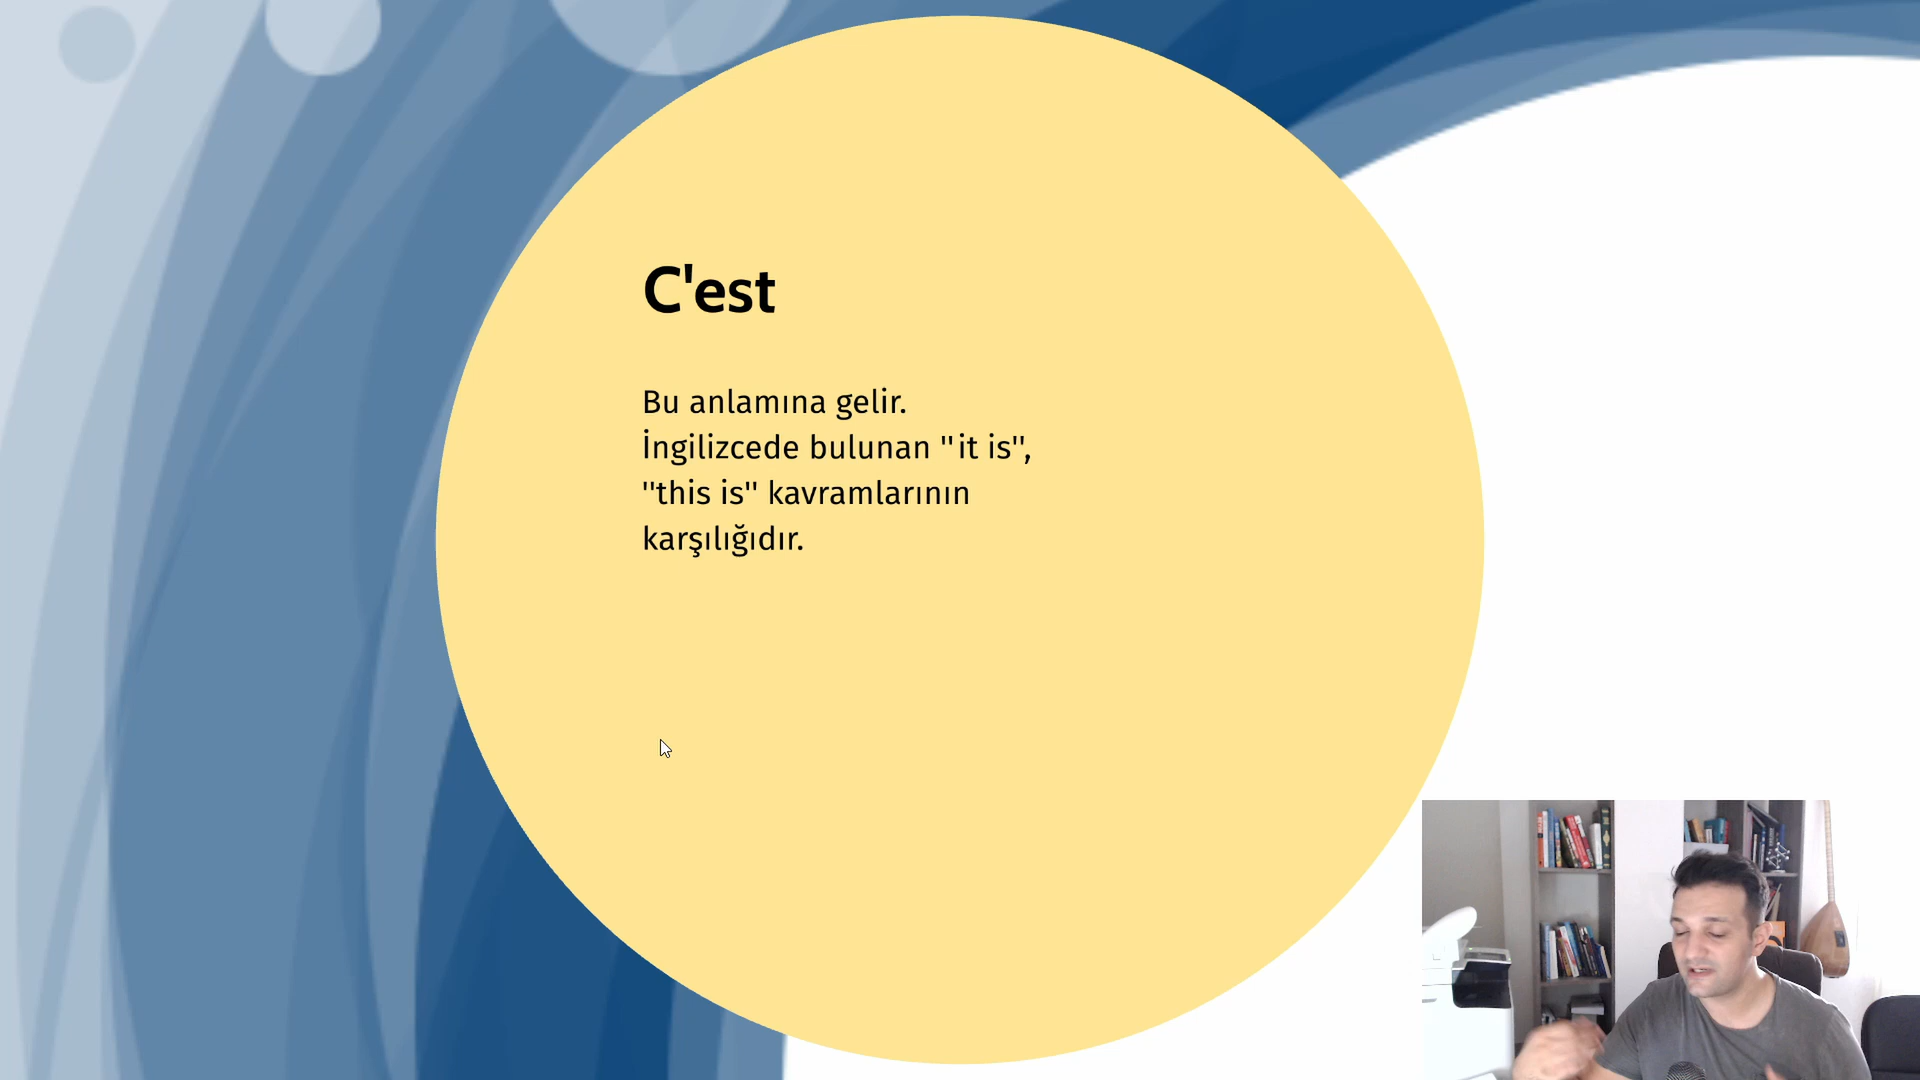 C'est
Bu anlamına gelir.
İngilizcede bulunan "it is",
"this is" kavramlarının
karşılığıdır.